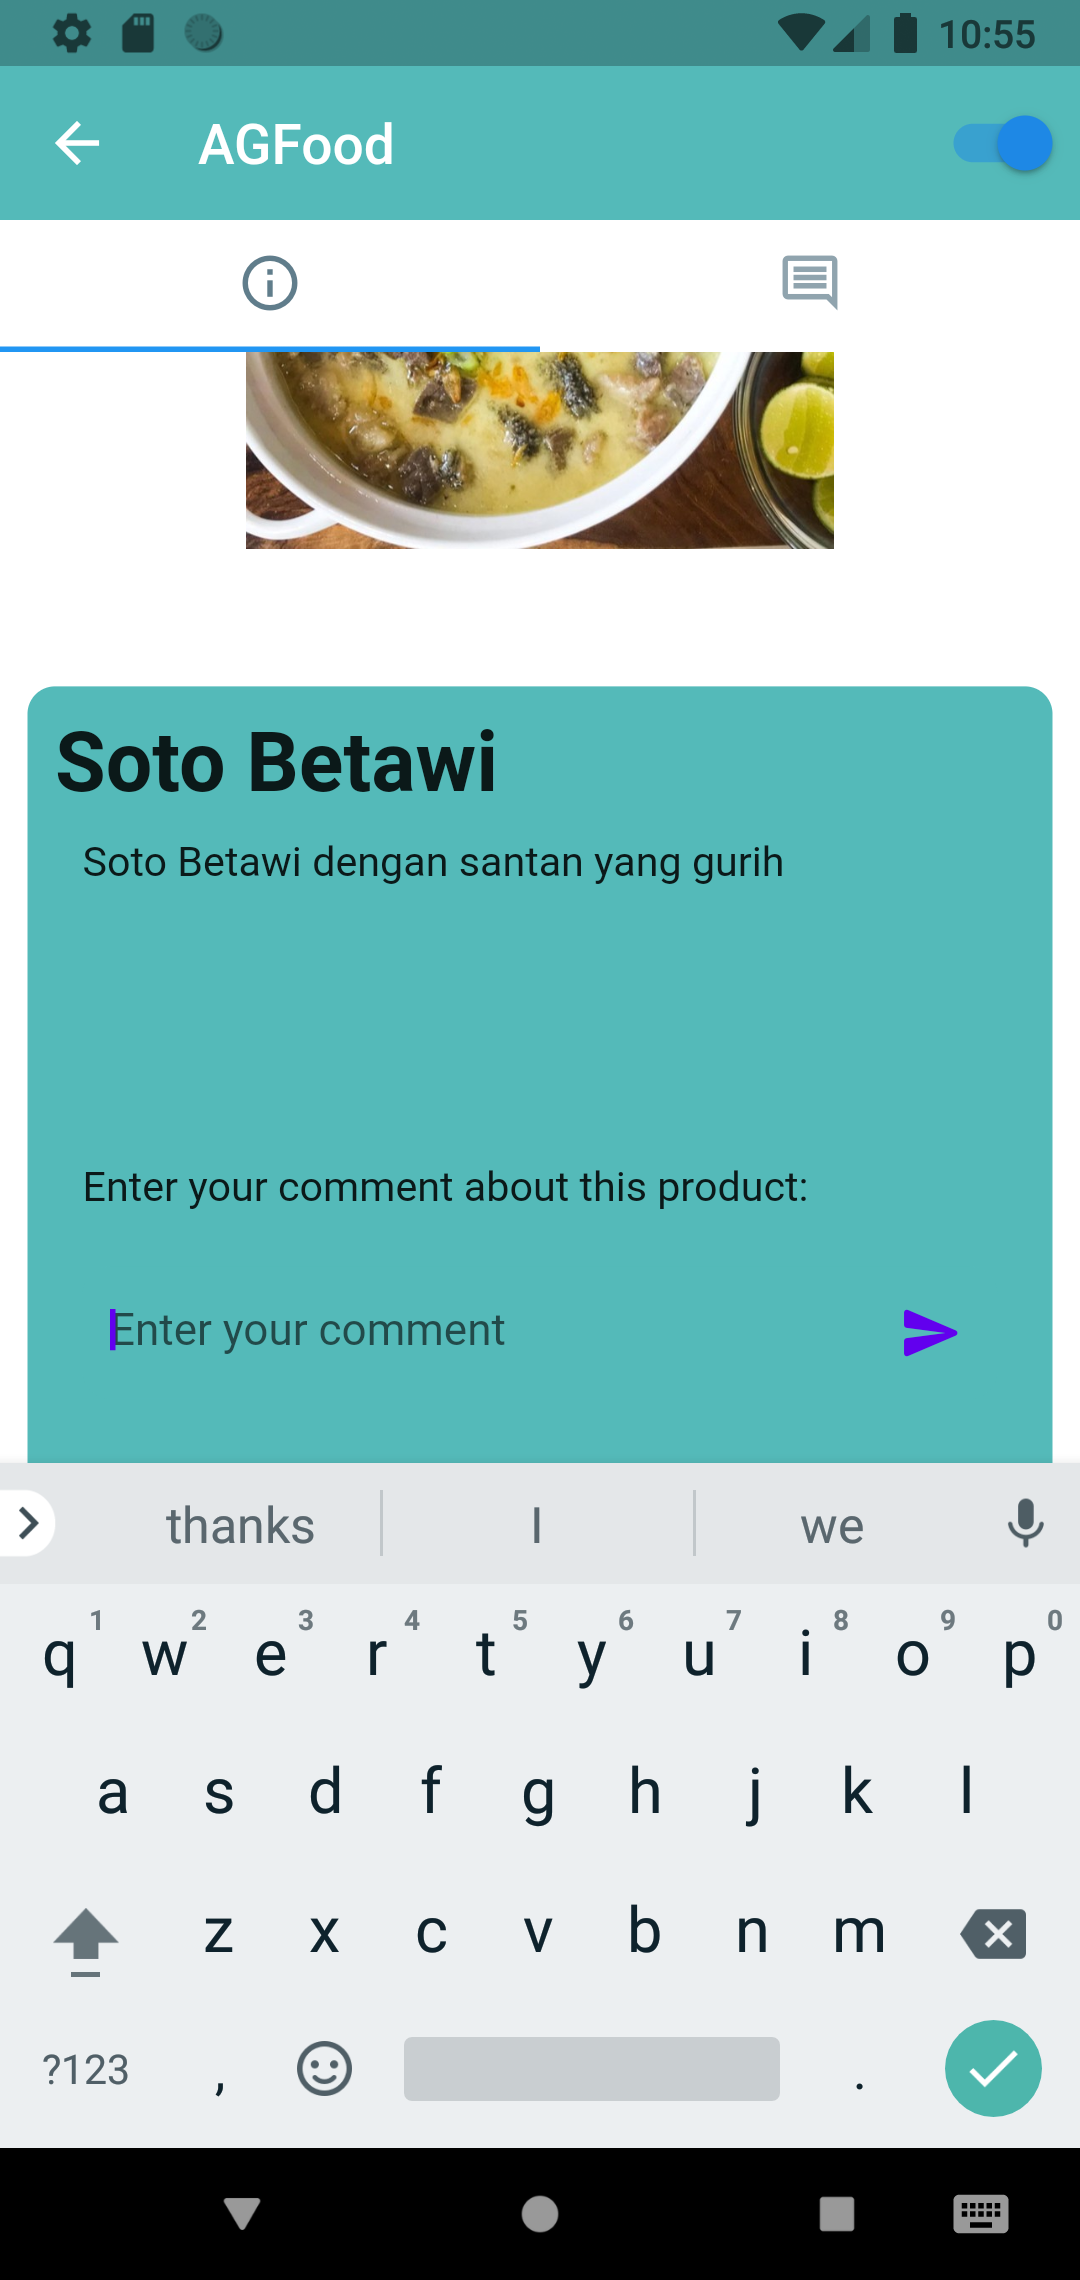 10:55
AGFood
Soto Betawi
Soto Betawi dengan santan yang gurih
Enter your comment about this product:
Enter your comment
thanks I we
1 2 3 4 5 6 7 8 9 0
q w e r t y u i o p
a s d f g h j k l
z x c v b n m
?123 , .